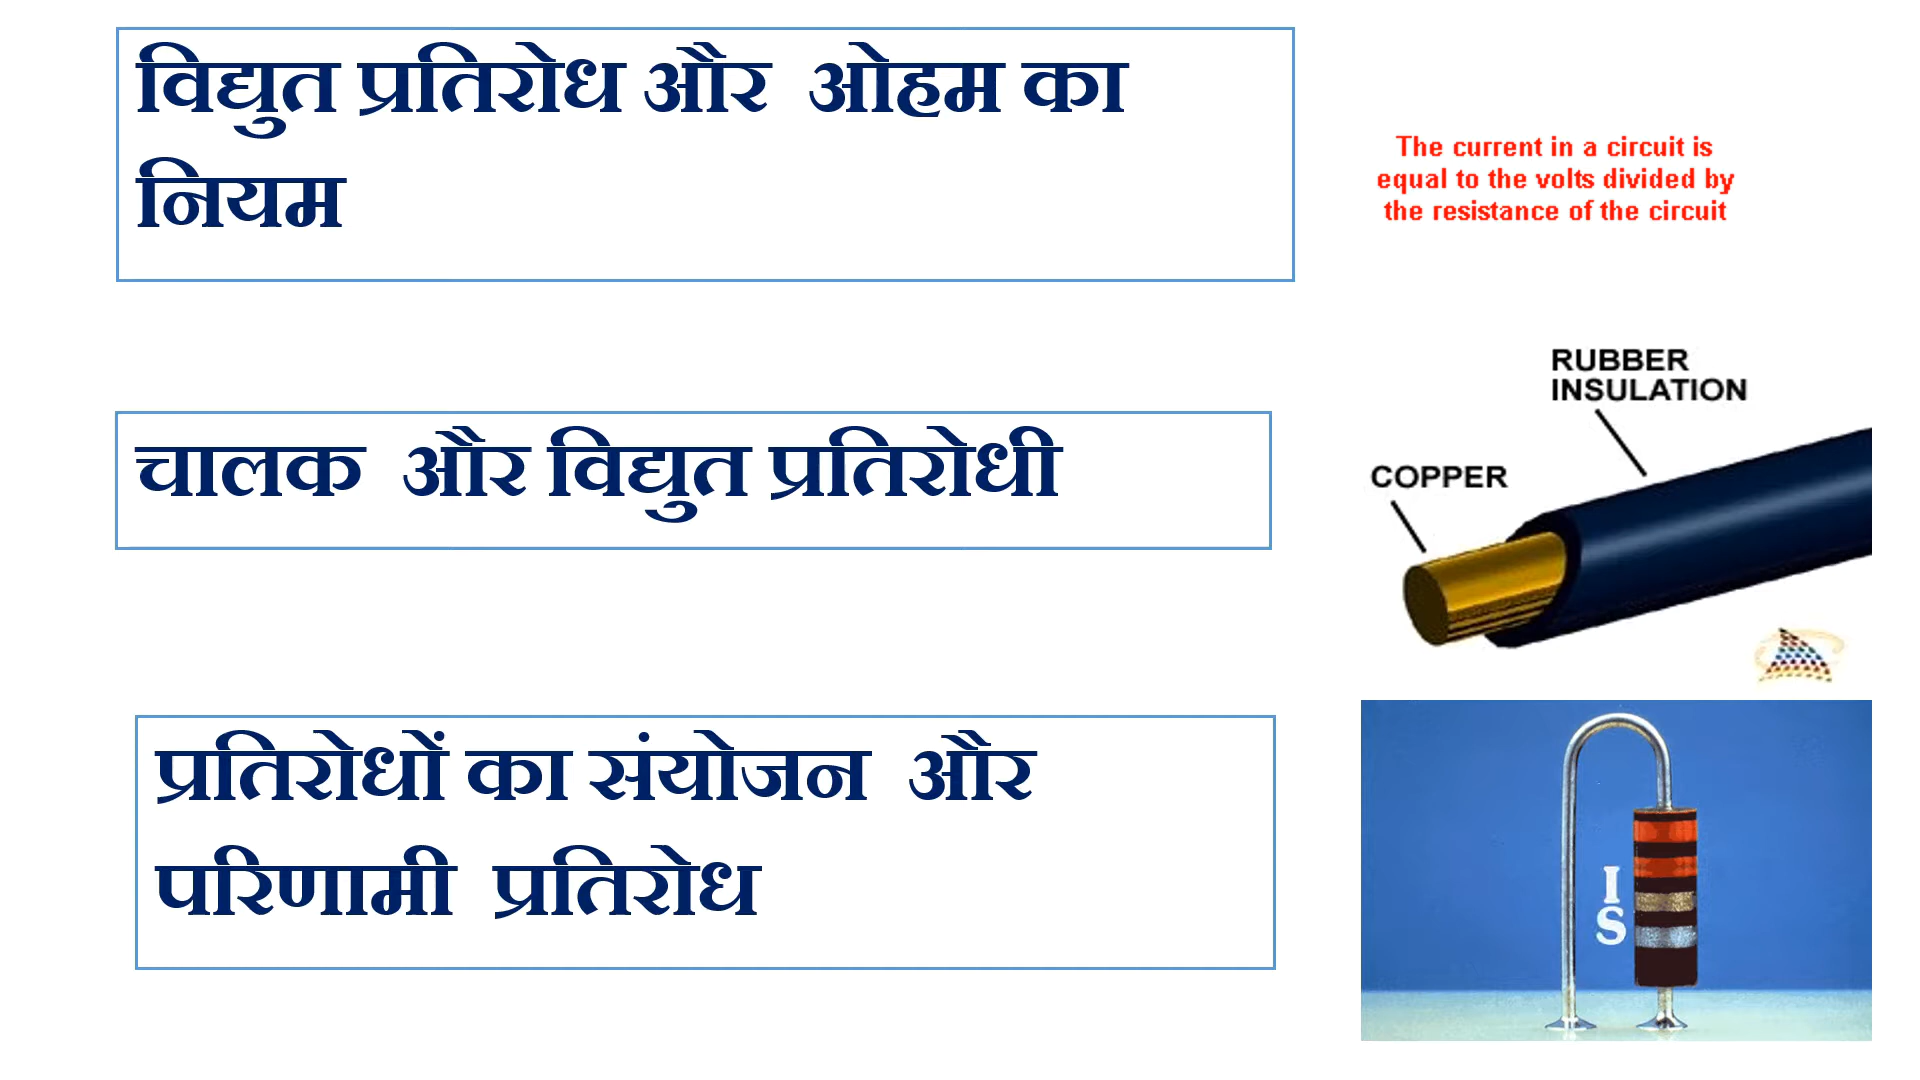 विद्युत प्रतिरोध और ओहम का
नियम
The current in a circuit is
equal to the volts divided by
the resistance of the circuit
चालक और विद्युत प्रतिरोधी
RUBBER
INSULATION
COPPER
प्रतिरोधों का संयोजन और
परिणामी प्रतिरोध
I
S